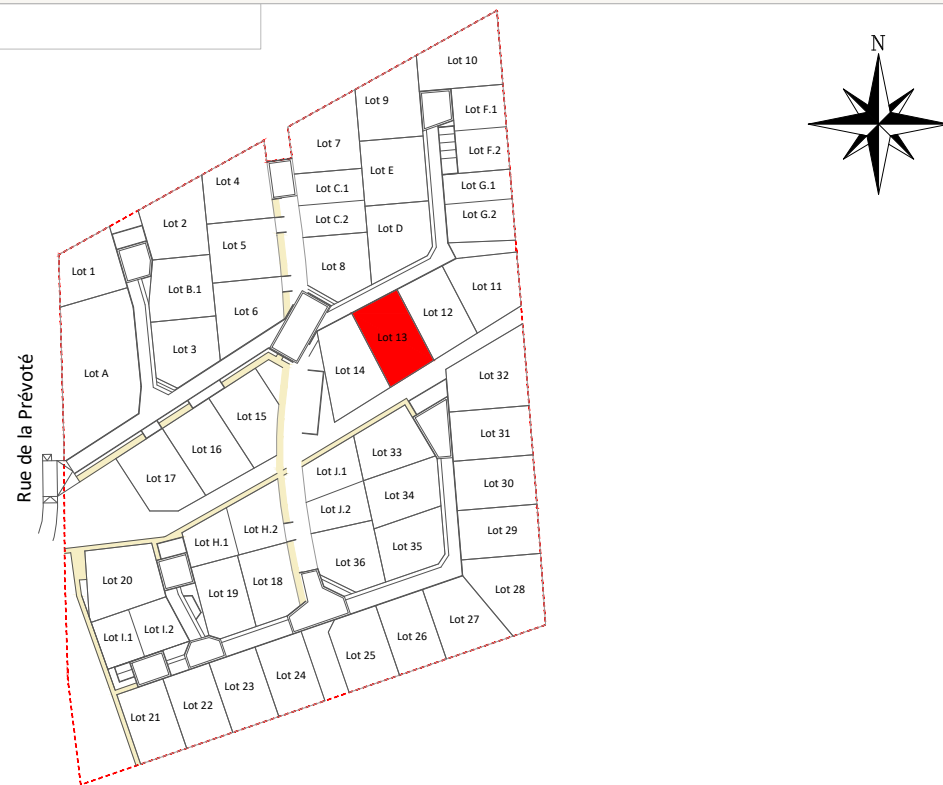 N
Lot 10
Lot 9
Lot F.1
Lot 7
Lot F.2
Lot E
Lot 4
Lot C.1
Lot G.1
Lot 2
Lot C.2
Lot G.2
Lot D
Lot 5
Lot 1
Lot 8
Lot B.1
Lot 11
Lot 6
Lot 12
Lot 13
Lot 3
Lot A
Lot 14
Lot 32
Rue de la Prévoté
Lot 15
Lot 31
Lot 16
Lot 33
Lot 17
Lot J.1
Lot 30
Lot 34
Lot J.2
Lot H.2
Lot 29
Lot H.1
Lot 35
Lot 36
Lot 20
Lot 18
Lot 28
Lot 19
Lot 27
Lot I.2
Lot I.1
Lot 26
Lot 25
Lot 24
Lot 23
Lot 22
Lot 21